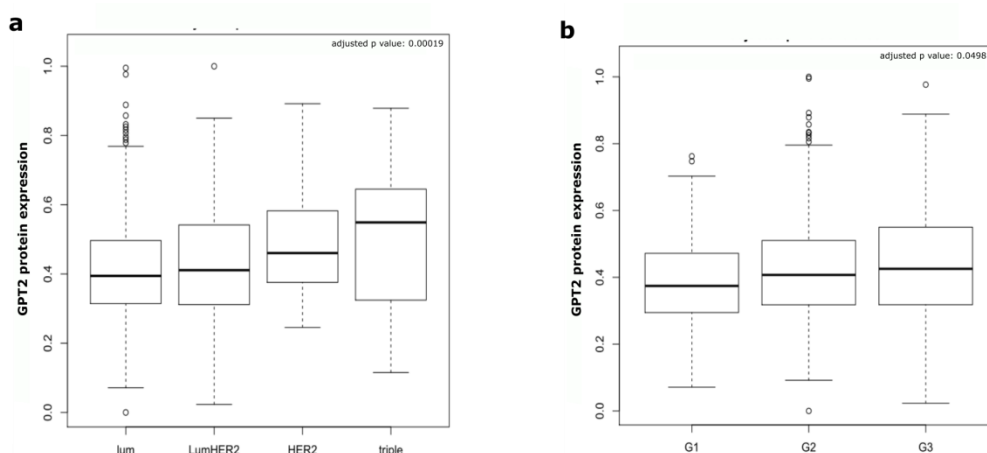 a
adjusted p value: 0.00019
GPT2 protein expression
1.0
0.8
0.6
0.4
0.2
0.0
lum
LumHER2
HER2
triple
b
adjusted p value: 0.0498
GPT2 protein expression
1.0
0.8
0.6
0.4
0.2
0.0
G1
G2
G3